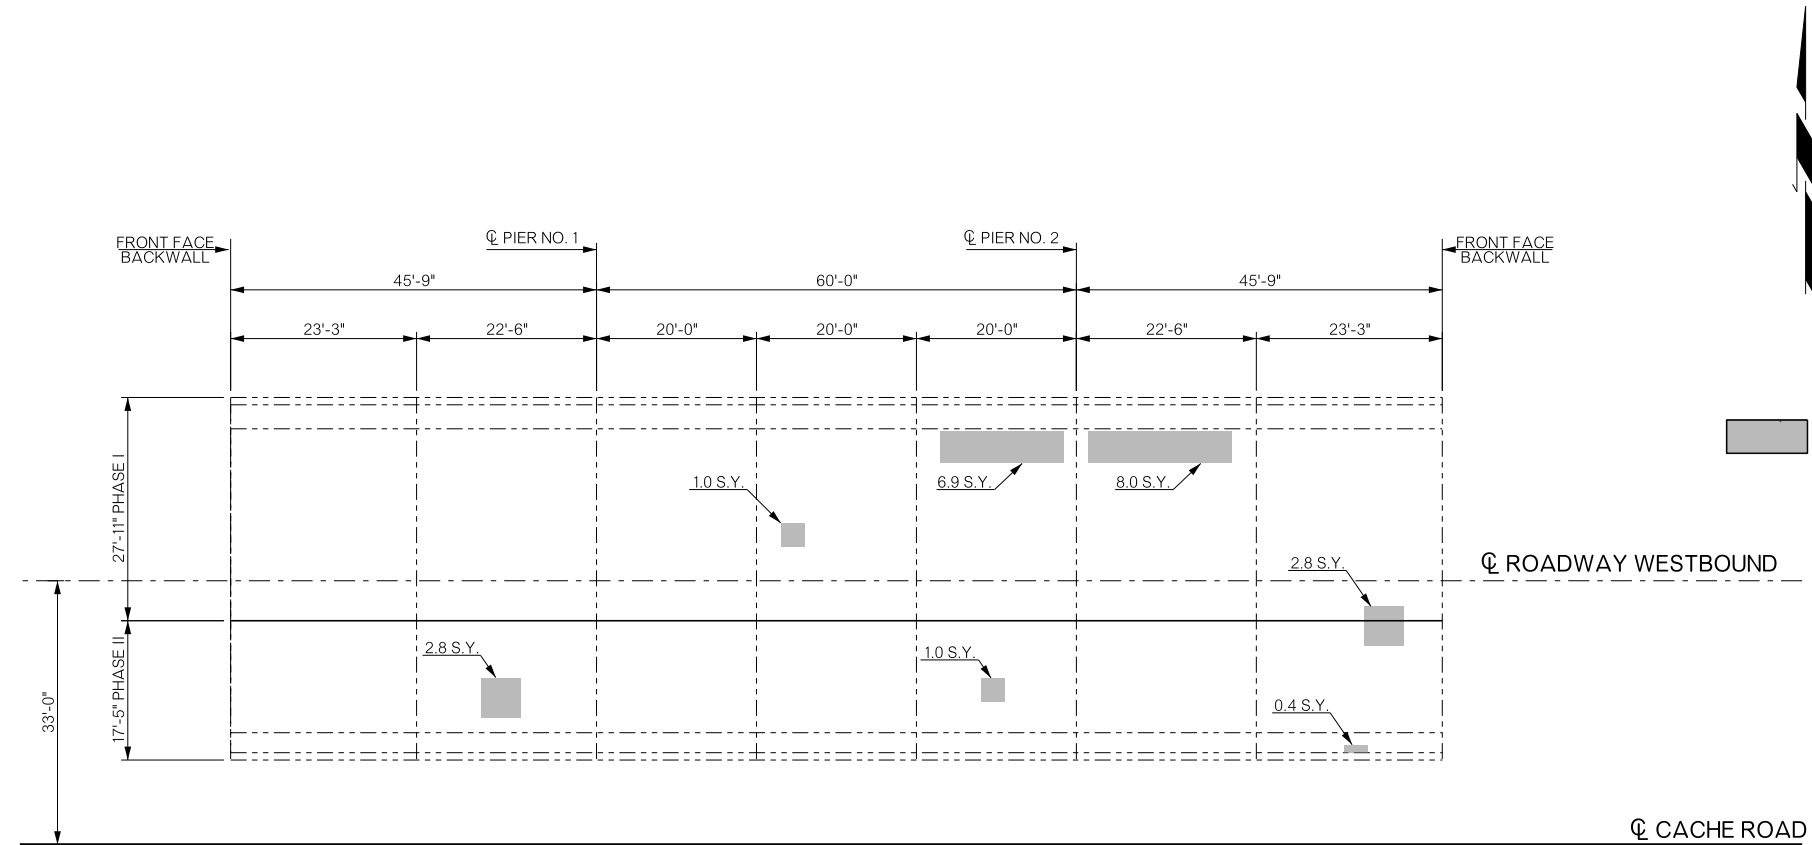 ℄ PIER NO. 1
℄ PIER NO. 2
FRONT FACE
BACKWALL
FRONT FACE
BACKWALL
45'-9"
60'-0"
45'-9"
23'-3"
22'-6"
20'-0"
20'-0"
20'-0"
22'-6"
23'-3"
27'-11" PHASE I
1.0 S.Y.
6.9 S.Y.
8.0 S.Y.
2.8 S.Y.
℄ ROADWAY WESTBOUND
17'-5" PHASE II
33'-0"
2.8 S.Y.
1.0 S.Y.
0.4 S.Y.
℄ CACHE ROAD